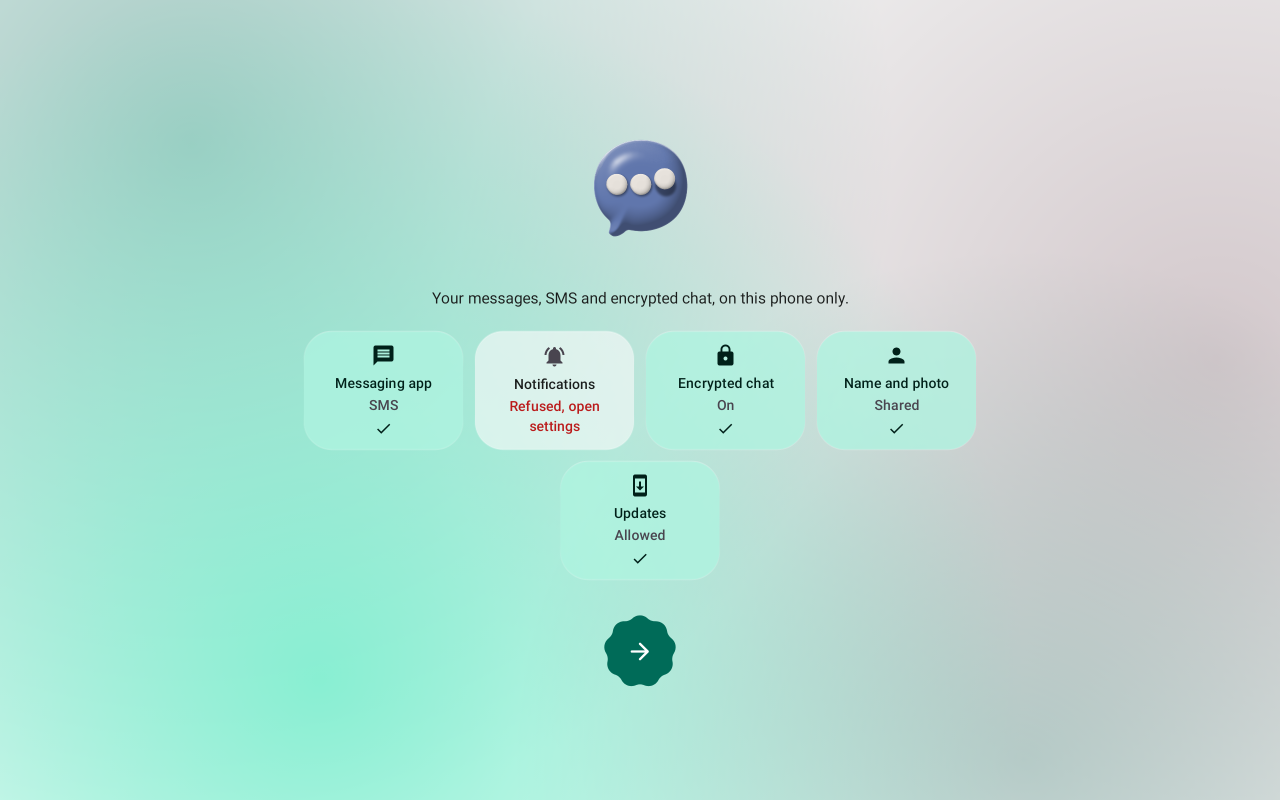 Your messages, SMS and encrypted chat, on this phone only.
Messaging app
SMS
Notifications
Refused, open
settings
Encrypted chat
On
Name and photo
Shared
Updates
Allowed